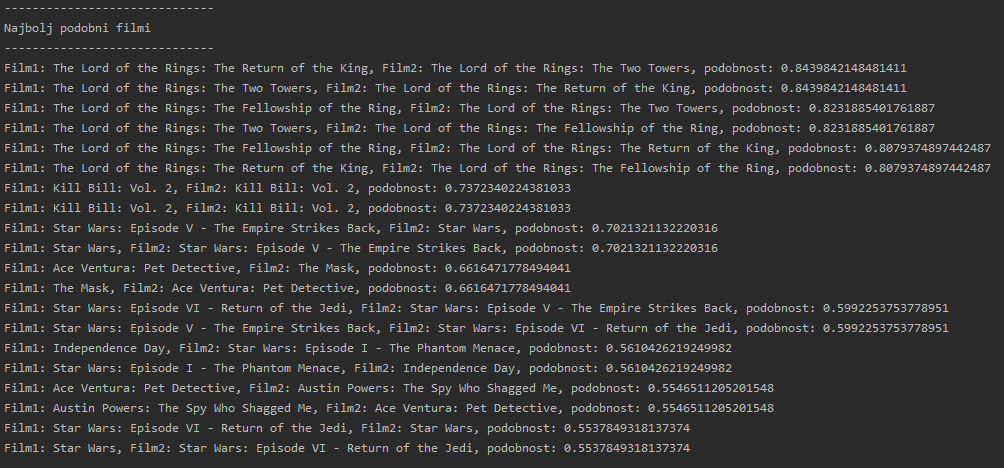 ------------------------------
Najbolj podobni filmi
------------------------------
Film1: The Lord of the Rings: The Return of the King, Film2: The Lord of the Rings: The Two Towers, podobnost: 0.8439842148481411
Film1: The Lord of the Rings: The Two Towers, Film2: The Lord of the Rings: The Return of the King, podobnost: 0.8439842148481411
Film1: The Lord of the Rings: The Fellowship of the Ring, Film2: The Lord of the Rings: The Two Towers, podobnost: 0.8231885401761887
Film1: The Lord of the Rings: The Two Towers, Film2: The Lord of the Rings: The Fellowship of the Ring, podobnost: 0.8231885401761887
Film1: The Lord of the Rings: The Fellowship of the Ring, Film2: The Lord of the Rings: The Return of the King, podobnost: 0.8079374897442487
Film1: The Lord of the Rings: The Return of the King, Film2: The Lord of the Rings: The Fellowship of the Ring, podobnost: 0.8079374897442487
Film1: Kill Bill: Vol. 2, Film2: Kill Bill: Vol. 2, podobnost: 0.7372340224381033
Film1: Kill Bill: Vol. 2, Film2: Kill Bill: Vol. 2, podobnost: 0.7372340224381033
Film1: Star Wars: Episode V - The Empire Strikes Back, Film2: Star Wars, podobnost: 0.7021321132220316
Film1: Star Wars, Film2: Star Wars: Episode V - The Empire Strikes Back, podobnost: 0.7021321132220316
Film1: Ace Ventura: Pet Detective, Film2: The Mask, podobnost: 0.6616471778494041
Film1: The Mask, Film2: Ace Ventura: Pet Detective, podobnost: 0.6616471778494041
Film1: Star Wars: Episode VI - Return of the Jedi, Film2: Star Wars: Episode V - The Empire Strikes Back, podobnost: 0.5992253753778951
Film1: Star Wars: Episode V - The Empire Strikes Back, Film2: Star Wars: Episode VI - Return of the Jedi, podobnost: 0.5992253753778951
Film1: Independence Day, Film2: Star Wars: Episode I - The Phantom Menace, podobnost: 0.5610426219249982
Film1: Star Wars: Episode I - The Phantom Menace, Film2: Independence Day, podobnost: 0.5610426219249982
Film1: Ace Ventura: Pet Detective, Film2: Austin Powers: The Spy Who Shagged Me, podobnost: 0.5546511205201548
Film1: Austin Powers: The Spy Who Shagged Me, Film2: Ace Ventura: Pet Detective, podobnost: 0.5546511205201548
Film1: Star Wars: Episode VI - Return of the Jedi, Film2: Star Wars, podobnost: 0.5537849318137374
Film1: Star Wars, Film2: Star Wars: Episode VI - Return of the Jedi, podobnost: 0.5537849318137374